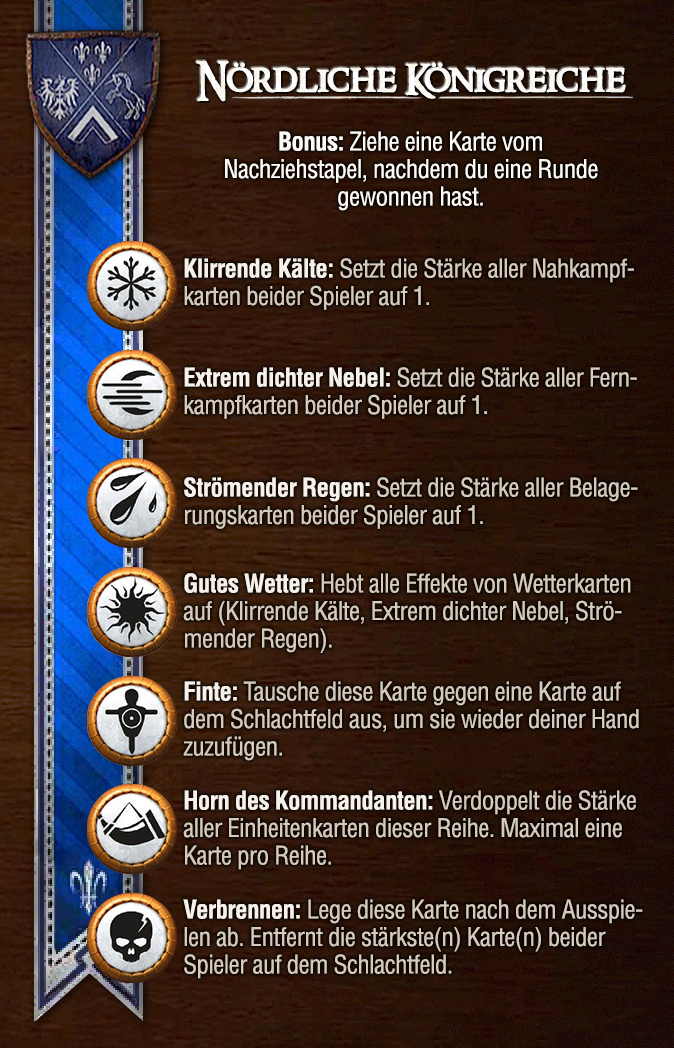 Nördliche Königreiche
Bonus: Ziehe eine Karte vom
Nachziehstapel, nachdem du eine Runde
gewonnen hast.
Klirrende Kälte: Setzt die Stärke aller Nahkampf-
karten beider Spieler auf 1.
Extrem dichter Nebel: Setzt die Stärke aller Fern-
kampfkarten beider Spieler auf 1.
Strömender Regen: Setzt die Stärke aller Belage-
rungskarten beider Spieler auf 1.
Gutes Wetter: Hebt alle Effekte von Wetterkarten
auf (Klirrende Kälte, Extrem dichter Nebel, Strö-
mender Regen).
Finte: Tausche diese Karte gegen eine Karte auf
dem Schlachtfeld aus, um sie wieder deiner Hand
zuzufügen.
Horn des Kommandanten: Verdoppelt die Stärke
aller Einheitenkarten dieser Reihe. Maximal eine
Karte pro Reihe.
Verbrennen: Lege diese Karte nach dem Ausspie-
len ab. Entfernt die stärkste(n) Karte(n) beider
Spieler auf dem Schlachtfeld.